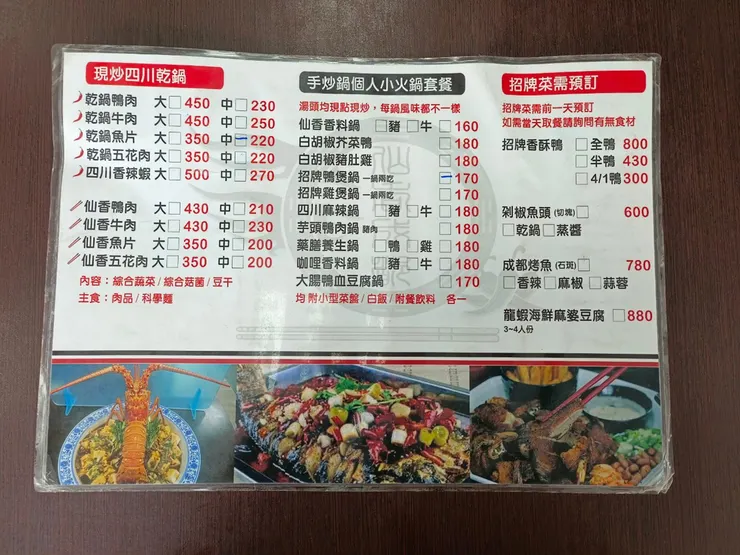 現炒四川乾鍋
乾鍋鴨肉 大□ 450 中□ 230
乾鍋牛肉 大□ 450 中□ 250
乾鍋魚片 大□ 350 中□ 220
乾鍋五花肉 大□ 350 中□ 220
四川香辣蝦 大□ 500 中□ 270
仙香鴨肉 大□ 430 中□ 210
仙香牛肉 大□ 430 中□ 230
仙香魚片 大□ 350 中□ 200
仙香五花肉 大□ 350 中□ 200
內容：綜合蔬菜/綜合菇菌/豆干
主食：肉品/科學麵
手炒鍋個人小火鍋套餐
湯頭均現點現炒，每鍋風味都不一樣
仙香香料鍋 □豬□牛 □160
白胡椒芥菜鴨 □180
白胡椒豬肚雞 □180
招牌鴨煲鍋 一鍋兩吃 □170
招牌雞煲鍋 一鍋兩吃 □170
四川麻辣鍋 □豬□牛 □180
芋頭鴨肉鍋 豬肉 □180
藥膳養生鍋 □鴨□雞 □180
咖哩香料鍋 □豬□牛 □180
大腸鴨血豆腐鍋 □170
均 附小型菜盤/白飯/附餐飲料 各一
招牌菜需預訂
招牌菜需前一天預訂
如需當天取餐請詢問有無食材
招牌香酥鴨 □全鴨 800
□半鴨 430
□4/1鴨 300
剁椒魚頭 (切塊) □ 600
□乾鍋 □蒸醬
成都烤魚 (石斑) □ 780
□香辣 □麻椒 □蒜蓉
龍蝦海鮮麻婆豆腐 □880
3~4人份